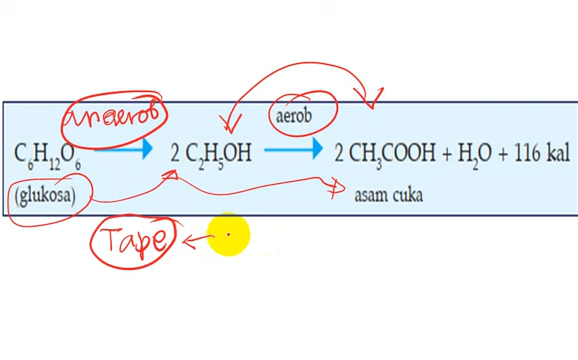 anaerob
aerob
C₆H₁₂O₆ → 2 C₂H₅OH → 2 CH₃COOH + H₂O + 116 kal
(glukosa) asam cuka
Tape ←